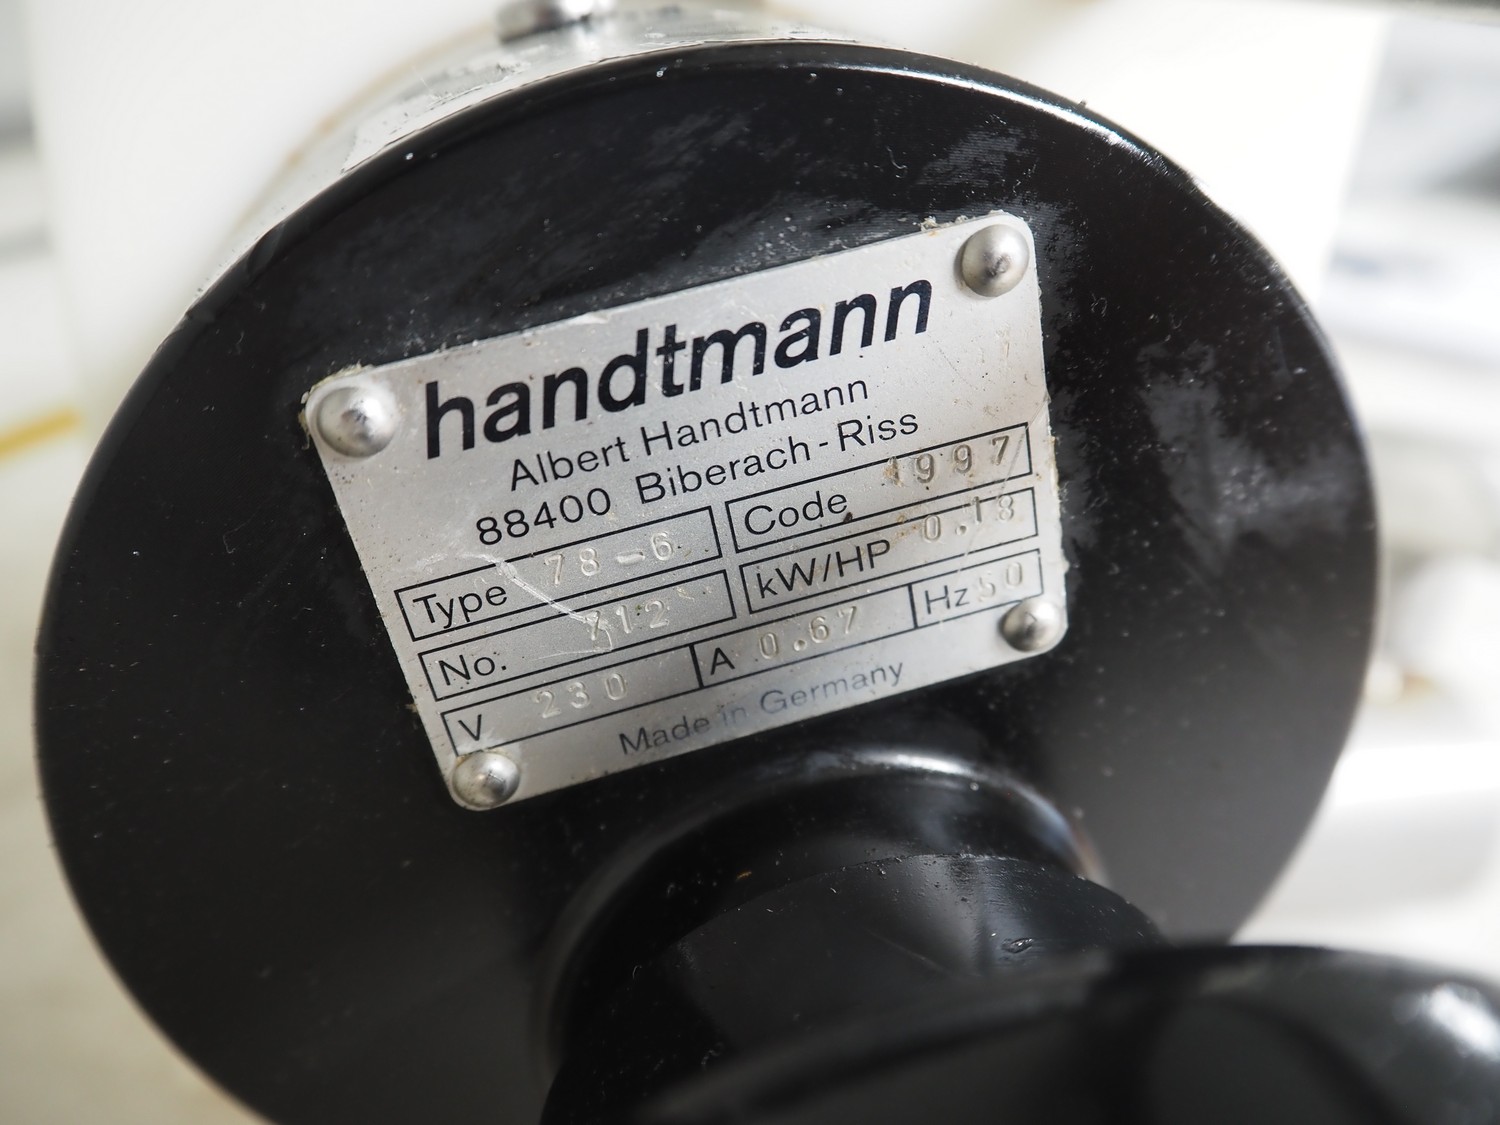 handtmann
Albert Handtmann
88400 Biberach-Riss
Type 78-6 Code 1997
No. 712 kW/HP 0.18
V 230 A 0.67 Hz 50
Made in Germany